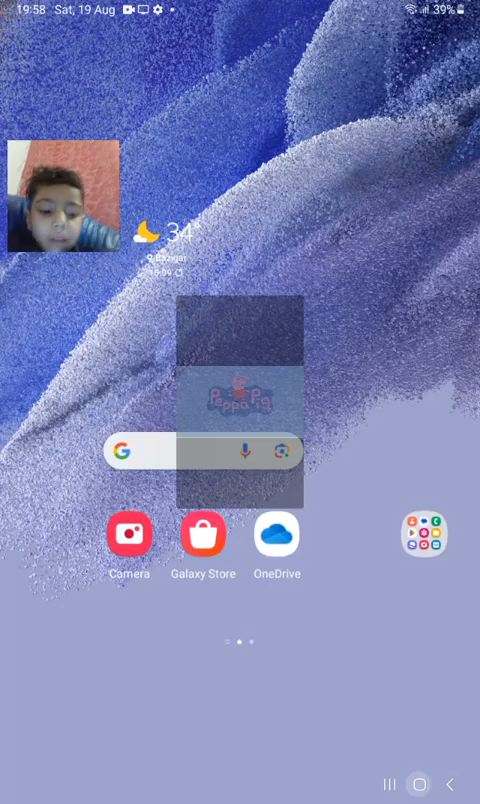 19:58 Sat, 19 Aug
39%
34°
Peppa Pig
Camera
Galaxy Store
OneDrive